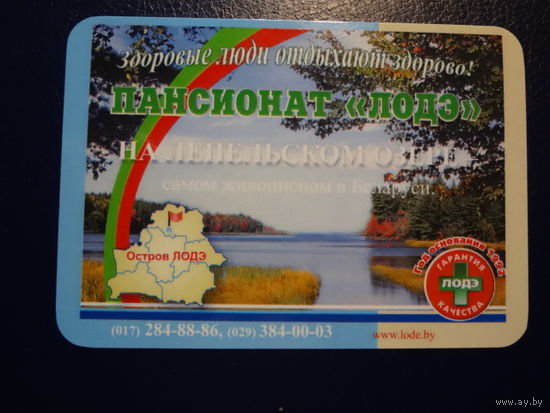 Здоровые люди отдыхают здорово!
ПАНСИОНАТ «ЛОДЭ»
НА ЛЕПЕЛЬСКОМ ОЗЕРЕ,
самом живописном в Беларуси.
Остров ЛОДЭ
Год основания
ГАРАНТИЯ
ЛОДЭ
КАЧЕСТВА
(017) 284-88-86, (029) 384-00-03
www.lode.by
www.ay.by